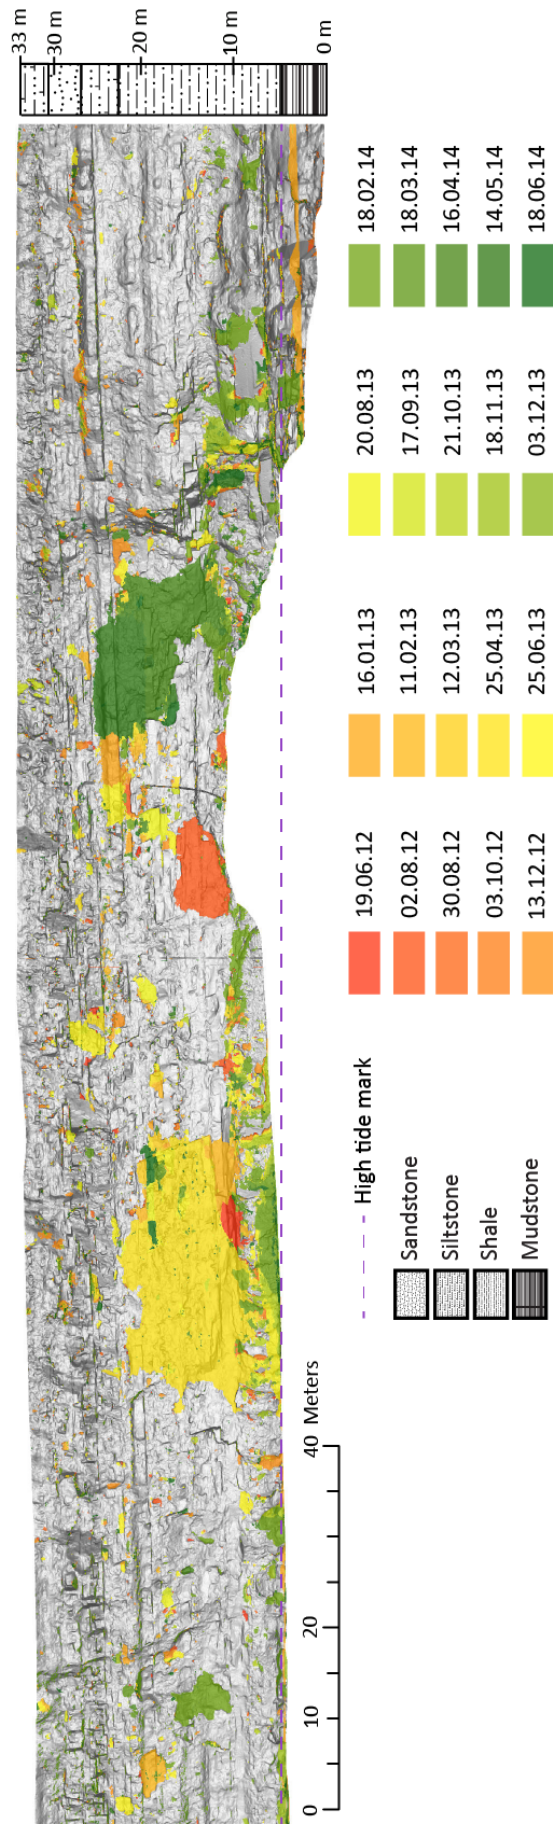 33 m
30 m
20 m
10 m
0 m
0 10 20 40 Meters
High tide mark
Sandstone
Siltstone
Shale
Mudstone
19.06.12
02.08.12
30.08.12
03.10.12
13.12.12
16.01.13
11.02.13
12.03.13
25.04.13
25.06.13
20.08.13
17.09.13
21.10.13
18.11.13
03.12.13
18.02.14
18.03.14
16.04.14
14.05.14
18.06.14